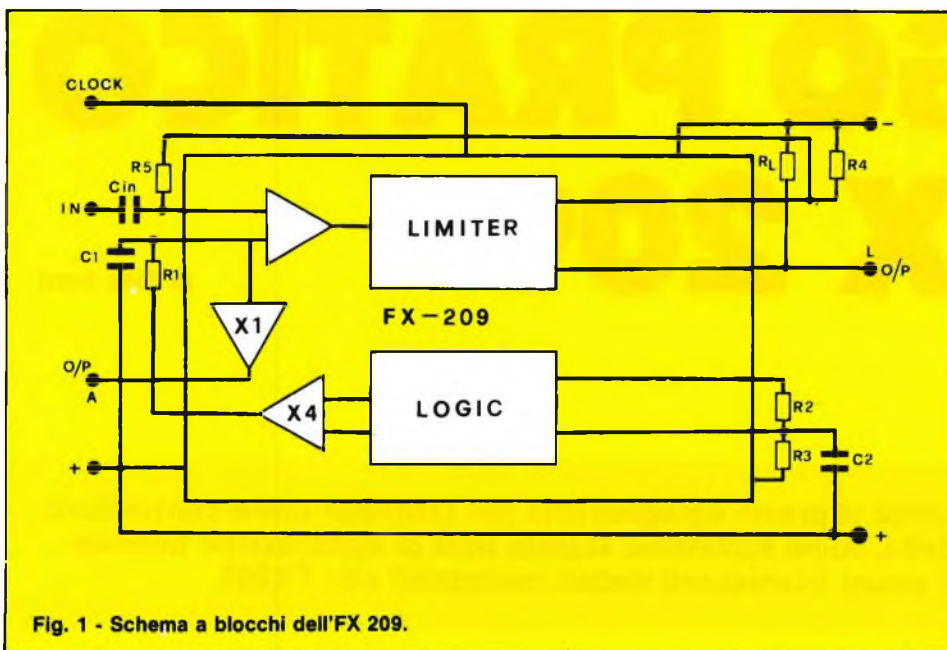 CLOCK
R5
Cin
IN
C1
R1
X1
O/P
A
X4
+
LIMITER
FX-209
LOGIC
RL
R4
-
L
O/P
R2
R3
C2
+
Fig. 1 - Schema a blocchi dell'FX 209.